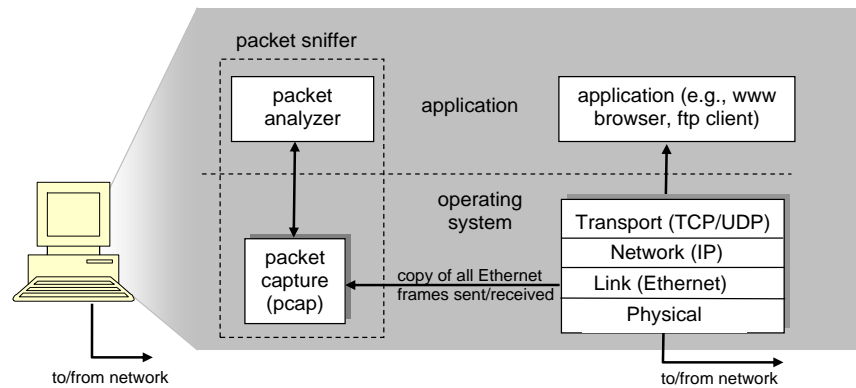 packet sniffer
packet
analyzer
application
application (e.g., www
browser, ftp client)
operating
system
packet
capture
(pcap)
copy of all Ethernet
frames sent/received
Transport (TCP/UDP)
Network (IP)
Link (Ethernet)
Physical
to/from network
to/from network